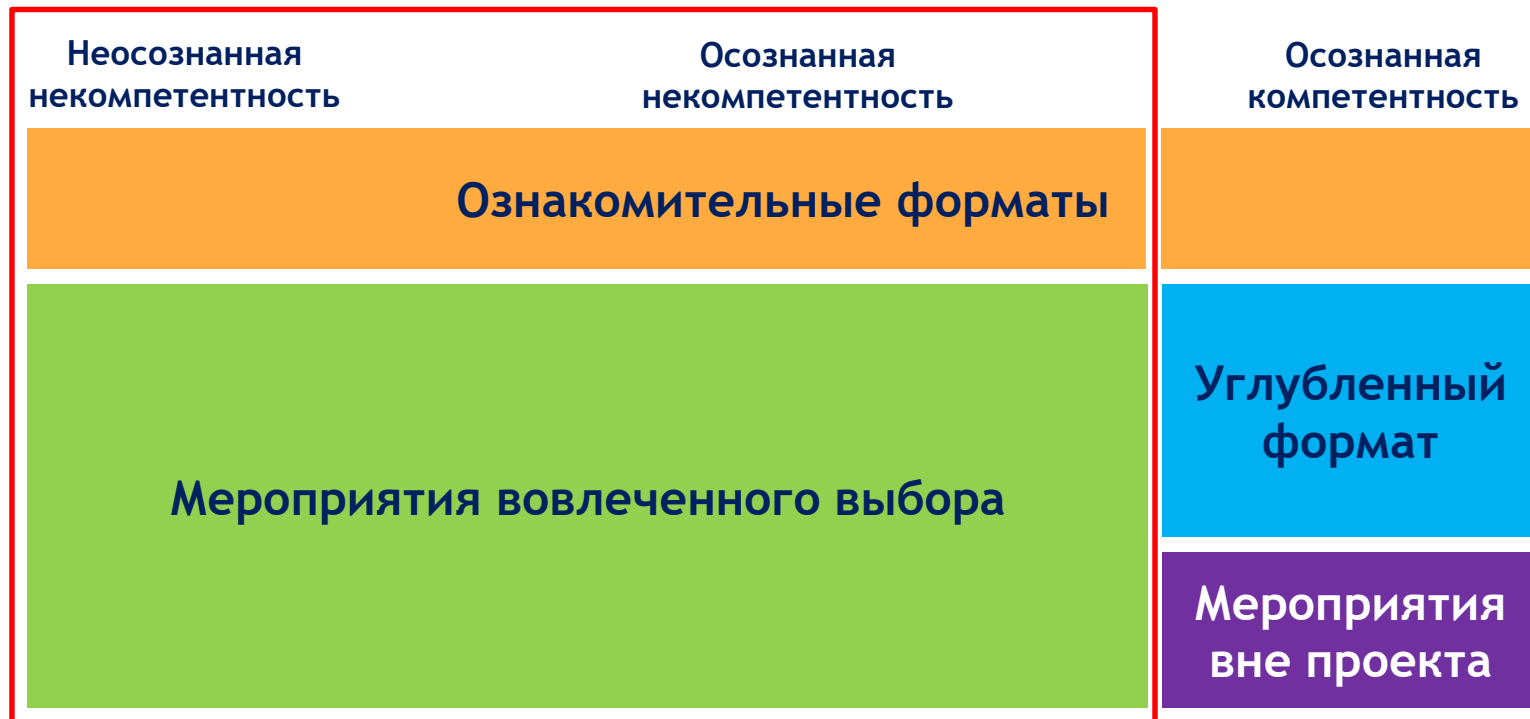 Неосознанная
некомпетентность
Осознанная
некомпетентность
Осознанная
компетентность
Ознакомительные форматы
Мероприятия вовлеченного выбора
Углубленный
формат
Мероприятия
вне проекта